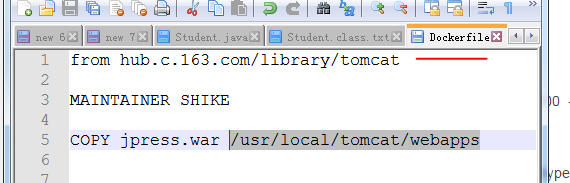 new 6
new 7
Student.java
Student.class.txt
Dockerfile
1 from hub.c.163.com/library/tomcat
2
3 MAINTAINER SHIKE
4
5 COPY jpress.war /usr/local/tomcat/webapps
6
7